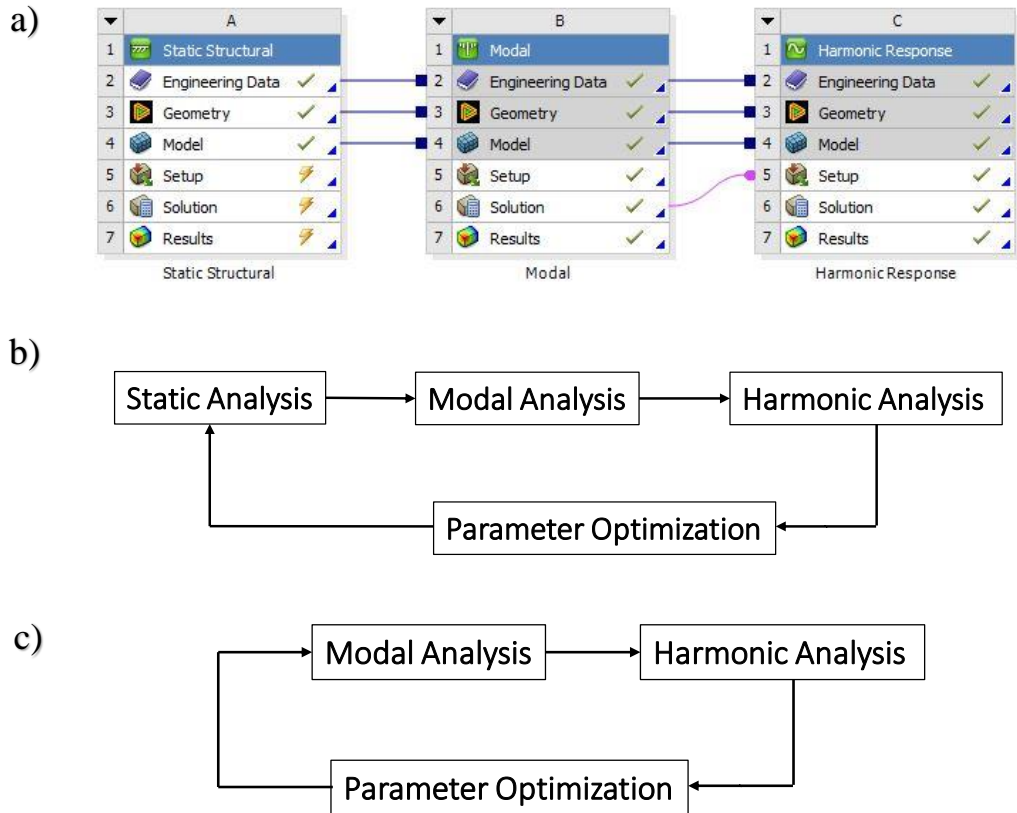 a)
A
1 Static Structural
2 Engineering Data
3 Geometry
4 Model
5 Setup
6 Solution
7 Results
Static Structural
B
1 Modal
2 Engineering Data
3 Geometry
4 Model
5 Setup
6 Solution
7 Results
Modal
C
1 Harmonic Response
2 Engineering Data
3 Geometry
4 Model
5 Setup
6 Solution
7 Results
Harmonic Response
b)
Static Analysis
Modal Analysis
Harmonic Analysis
Parameter Optimization
c)
Modal Analysis
Harmonic Analysis
Parameter Optimization